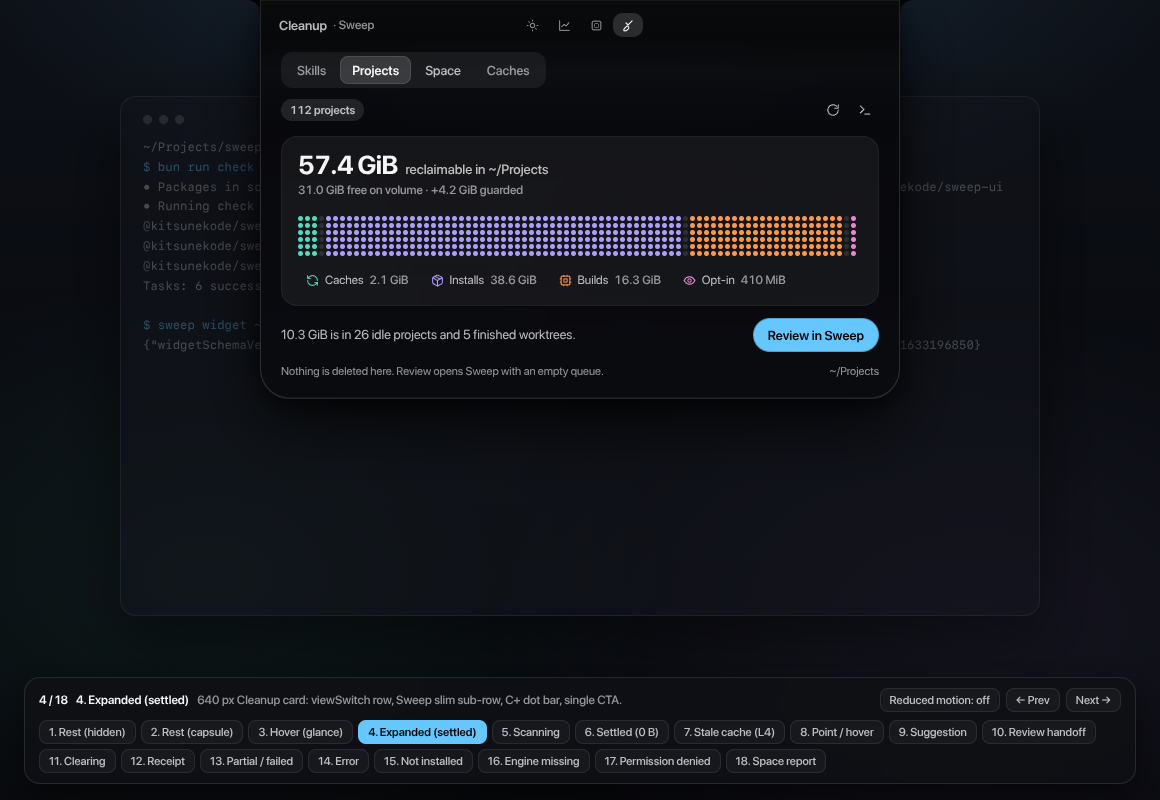 Cleanup · Sweep
Skills Projects Space Caches
112 projects
57.4 GiB reclaimable in ~/Projects
31.0 GiB free on volume · +4.2 GiB guarded
Caches 2.1 GiB Installs 38.6 GiB Builds 16.3 GiB Opt-in 410 MiB
10.3 GiB is in 26 idle projects and 5 finished worktrees.
Review in Sweep
Nothing is deleted here. Review opens Sweep with an empty queue.
~/Projects
~/Projects/sweep
$ bun run check
• Packages in sc
ekode/sweep-ui
• Running check
@kitsunekode/swe
@kitsunekode/swe
@kitsunekode/swe
Tasks: 6 success
$ sweep widget ~
{"widgetSchemaVe
1633196850}
4 / 18 4. Expanded (settled) 640 px Cleanup card: viewSwitch row, Sweep slim sub-row, C+ dot bar, single CTA.
Reduced motion: off ← Prev Next →
1. Rest (hidden) 2. Rest (capsule) 3. Hover (glance) 4. Expanded (settled) 5. Scanning 6. Settled (0 B) 7. Stale cache (L4) 8. Point / hover 9. Suggestion 10. Review handoff
11. Clearing 12. Receipt 13. Partial / failed 14. Error 15. Not installed 16. Engine missing 17. Permission denied 18. Space report